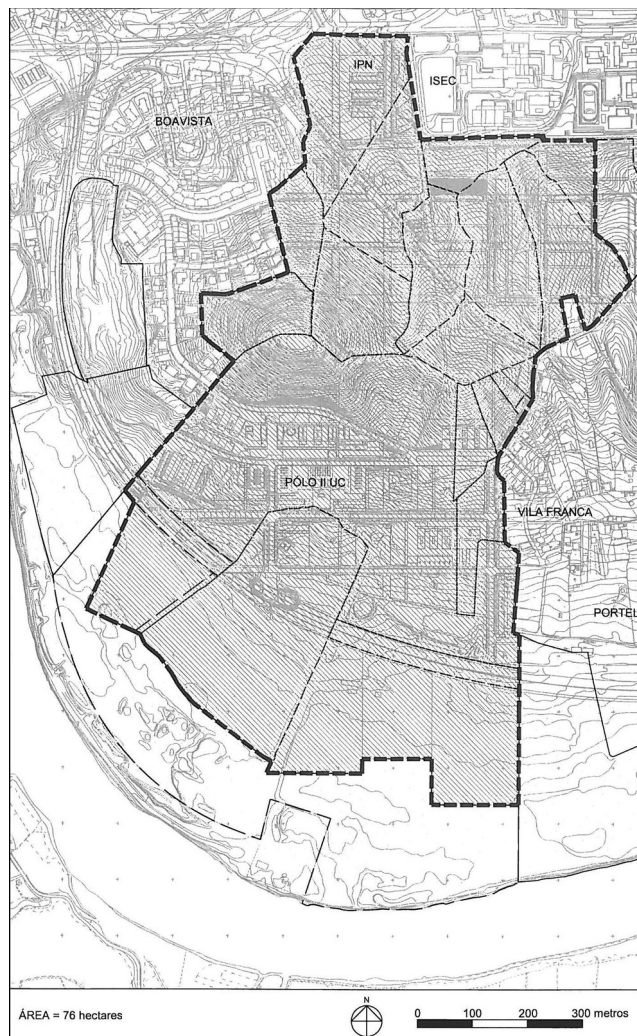 IPN
ISEC
BOAVISTA
PÓLO II UC
VILA FRANCA
PORTEL
ÁREA = 76 hectares
N
0 100 200 300 metros